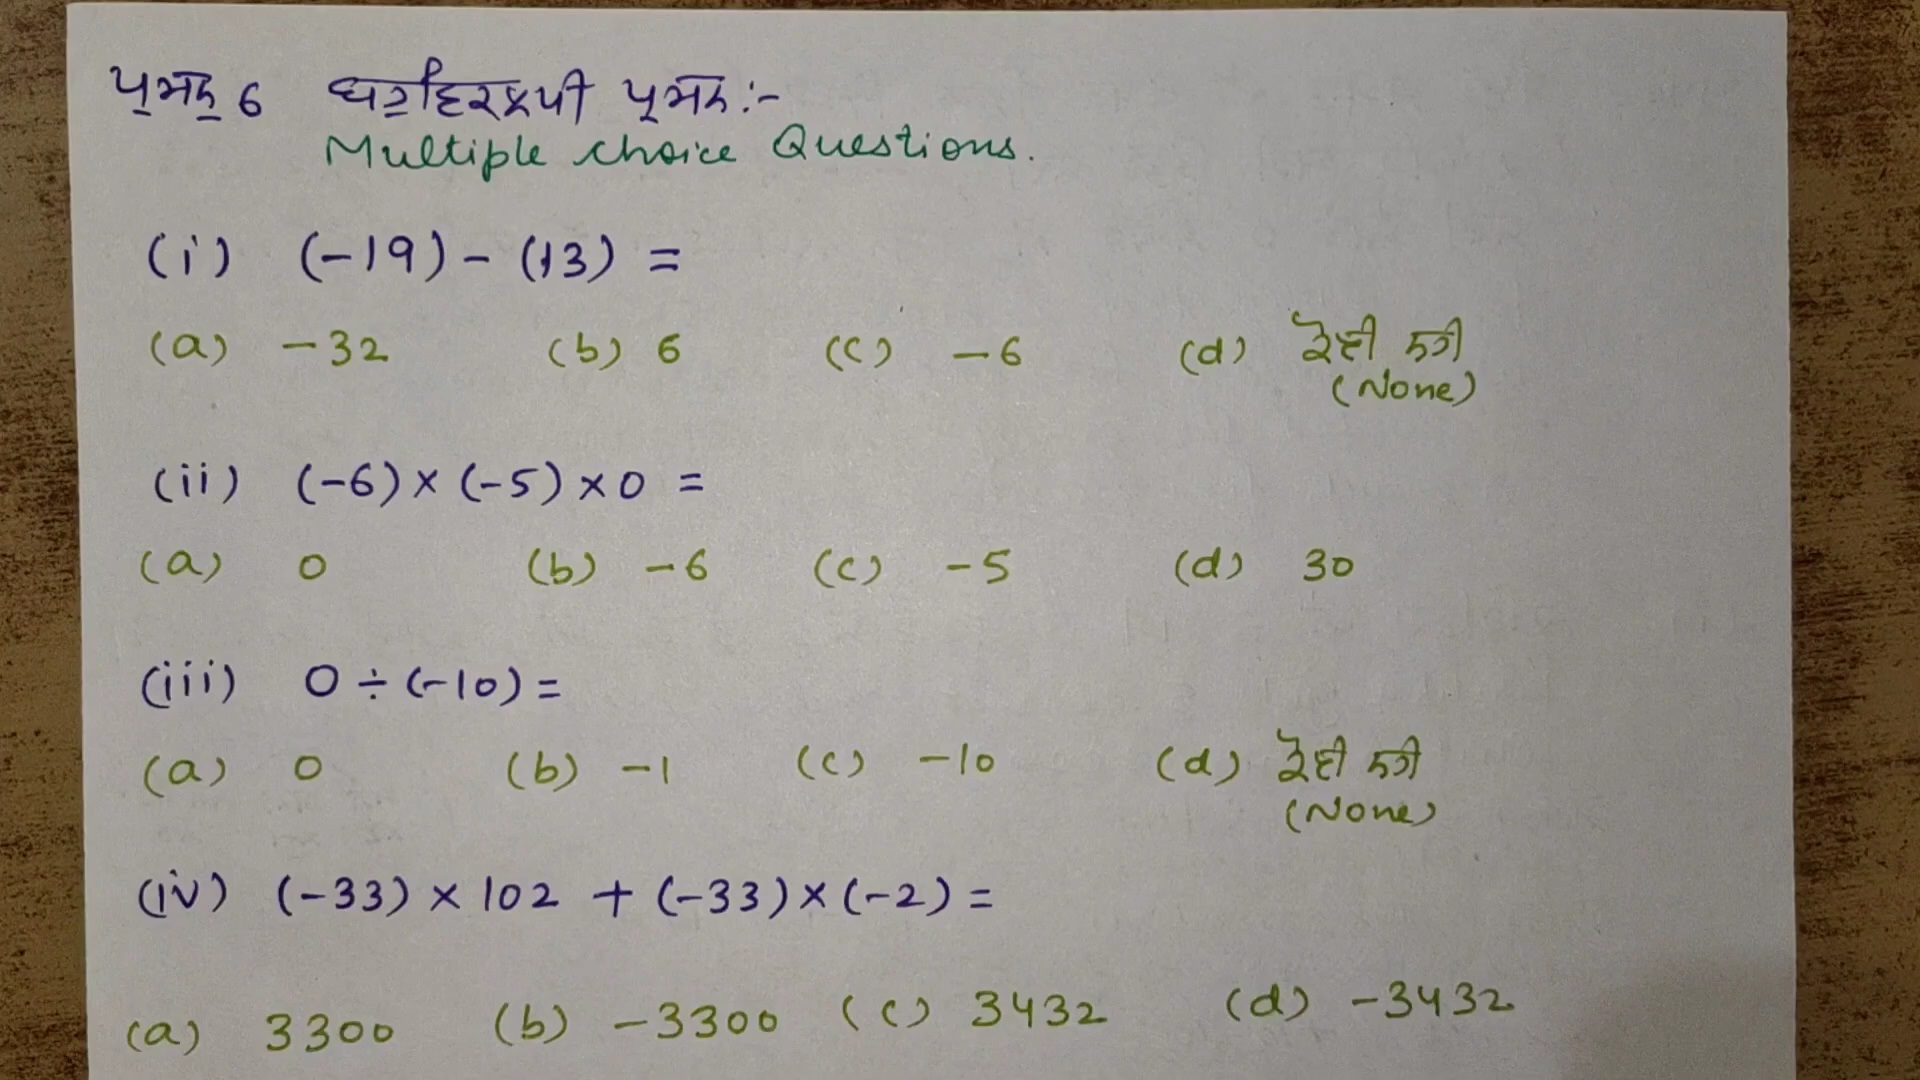 ਪ੍ਰਸ਼ਨ 6 ਬਹੁਵਿਕਲਪੀ ਪ੍ਰਸ਼ਨ :-
Multiple choice Questions.
(i) (-19) - (13) =
(a) -32 (b) 6 (c) -6 (d) ਕੋਈ ਨਹੀਂ
(None)
(ii) (-6) × (-5) × 0 =
(a) 0 (b) -6 (c) -5 (d) 30
(iii) 0 ÷ (-10) =
(a) 0 (b) -1 (c) -10 (d) ਕੋਈ ਨਹੀਂ
(None)
(iv) (-33) × 102 + (-33) × (-2) =
(a) 3300 (b) -3300 (c) 3432 (d) -3432